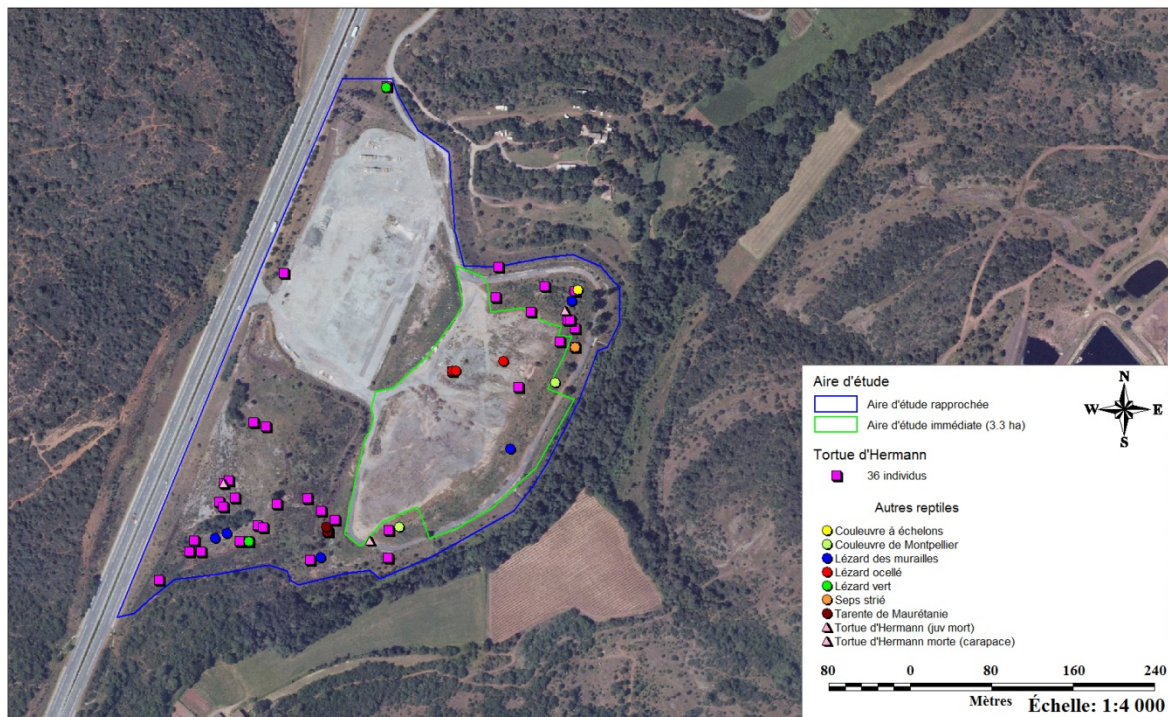 Aire d'étude
Aire d'étude rapprochée
Aire d'étude immédiate (3.3 ha)
N
W E
S
Tortue d'Hermann
36 individus
Autres reptiles
Couleuvre à échelons
Couleuvre de Montpellier
Lézard des murailles
Lézard ocellé
Lézard vert
Seps strié
Tarente de Maurétanie
Tortue d'Hermann (juv mort)
Tortue d'Hermann morte (carapace)
80 0 80 160 240
Mètres Échelle: 1:4 000